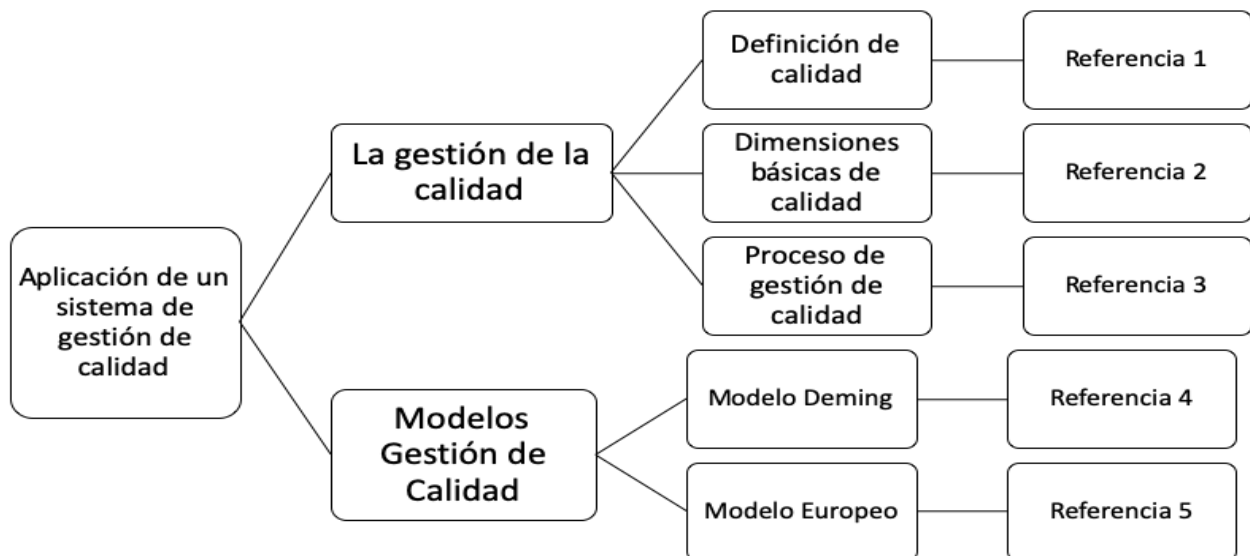 Aplicación de un
sistema de
gestión de
calidad
La gestión de la
calidad
Definición de
calidad
Referencia 1
Dimensiones
básicas de
calidad
Referencia 2
Proceso de
gestión de
calidad
Referencia 3
Modelos
Gestión de
Calidad
Modelo Deming
Referencia 4
Modelo Europeo
Referencia 5